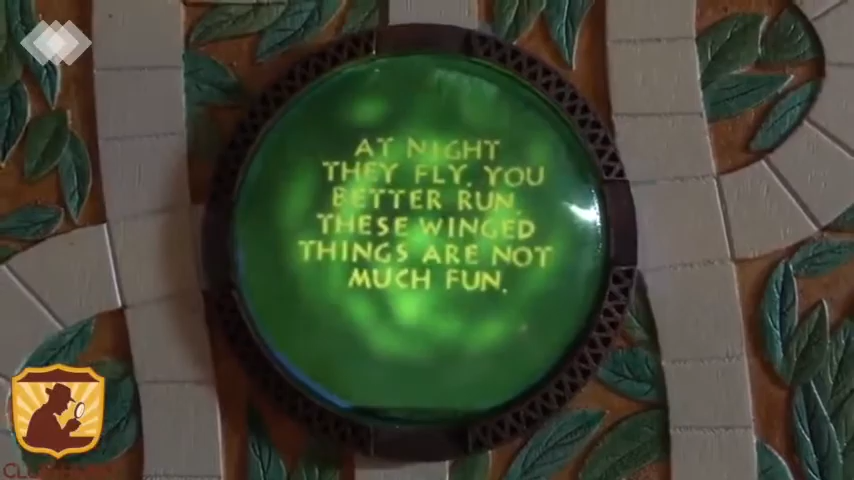 AT NIGHT
THEY FLY. YOU
BETTER RUN.
THESE WINGED
THINGS ARE NOT
MUCH FUN.